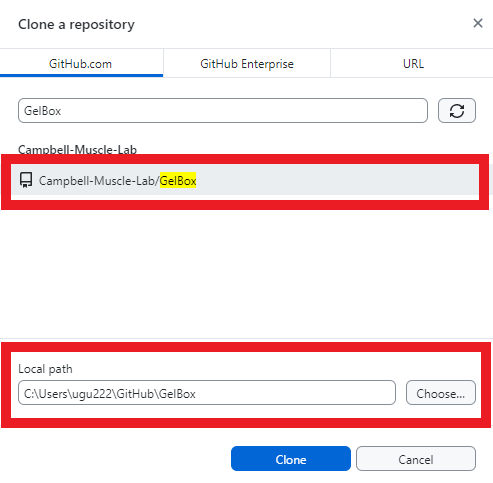 Clone a repository
GitHub.com GitHub Enterprise URL
GelBox
Campbell-Muscle-Lab
Campbell-Muscle-Lab/GelBox
Local path
C:\Users\ugu222\GitHub\GelBox Choose...
Clone Cancel